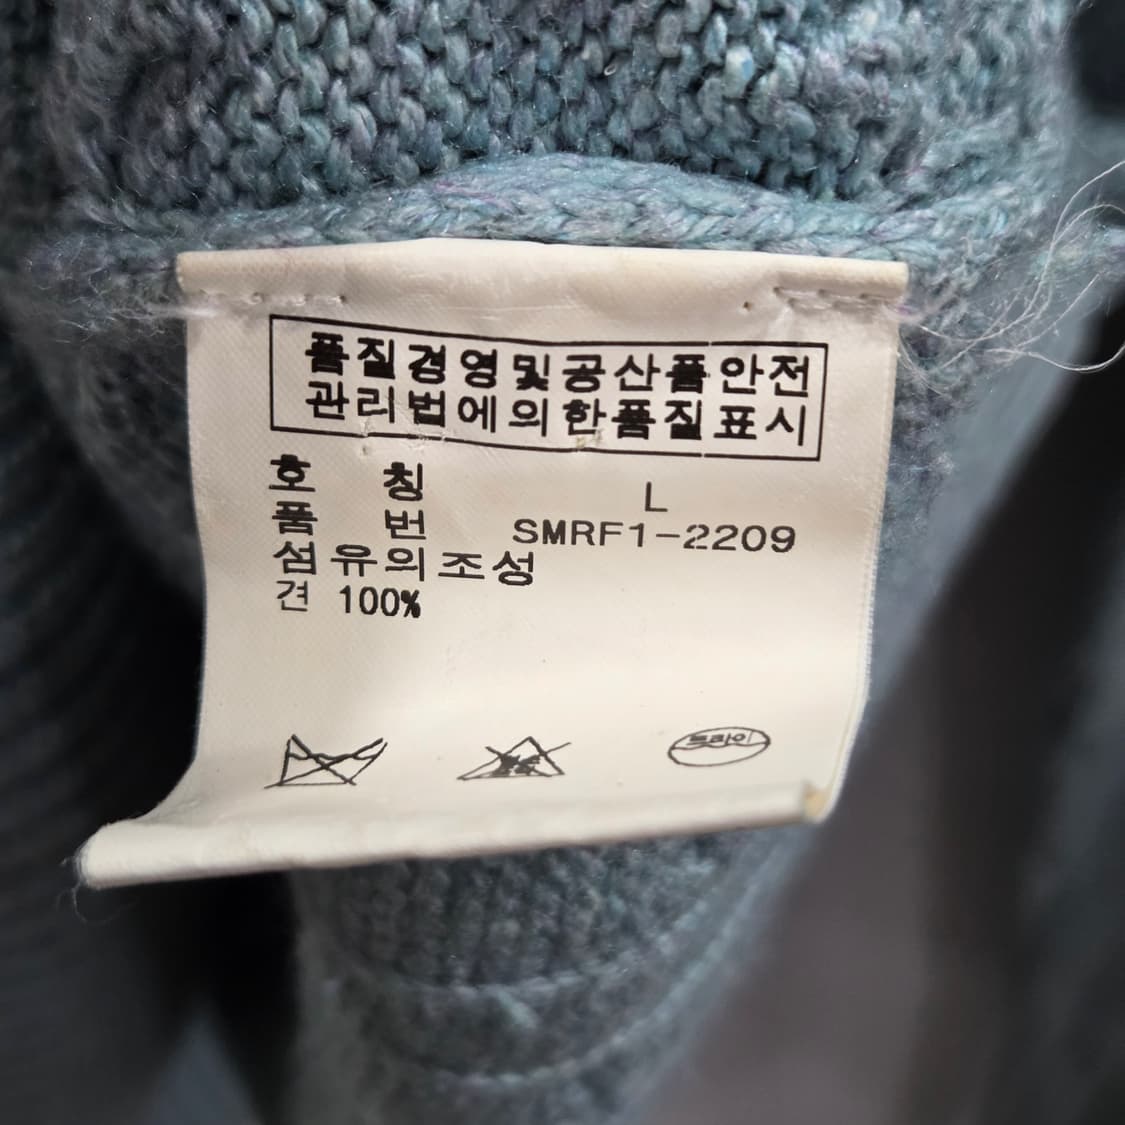 품질경영및공산품안전
관리법에의한품질표시
호 칭 L
품 번 SMRF1-2209
섬유의조성
견 100%
드라이